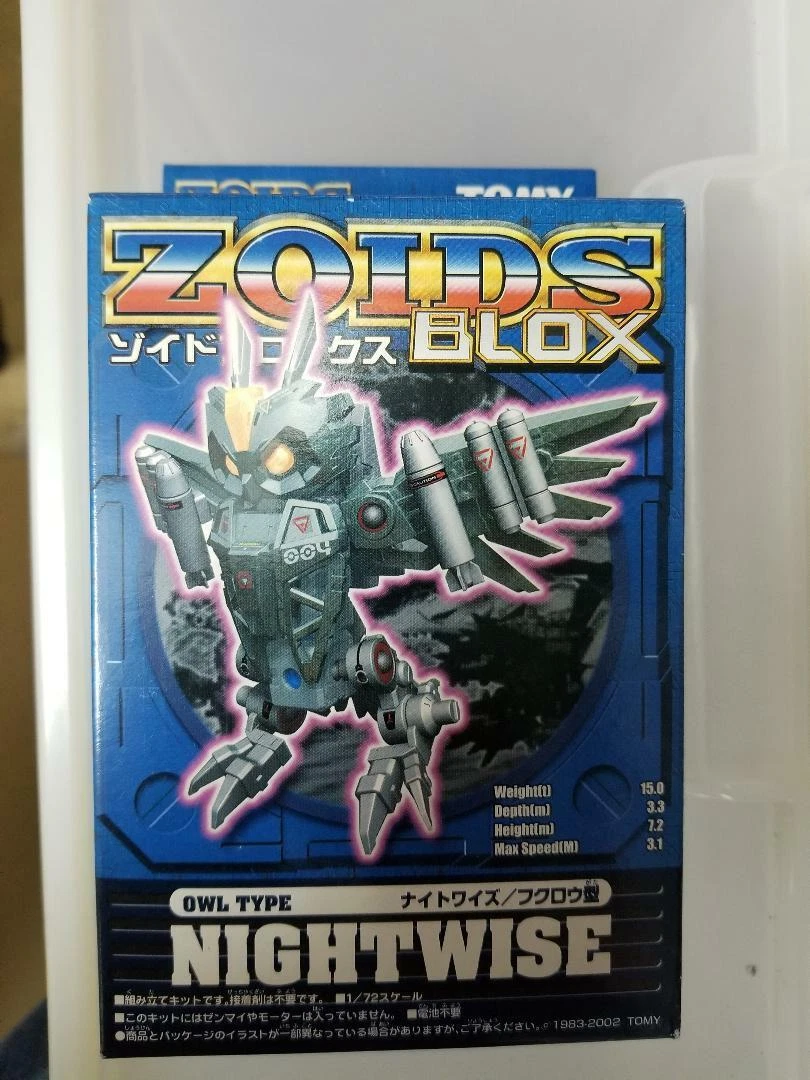 ZOIDS TOMY
ZOIDS
ゾイドブロックス BLOX
004
Weight(t) 15.0
Depth(m) 3.3
Height(m) 7.2
Max Speed(M) 3.1
OWL TYPE ナイトワイズ／フクロウ型
NIGHTWISE
■組み立てキットです。接着剤は不要です。 ■1/72スケール
■このキットにはゼンマイやモーターは入っていません。 ■電池不要
●商品とパッケージのイラストが一部異なっている場合がありますが、ご了承ください。 © 1983-2002 TOMY